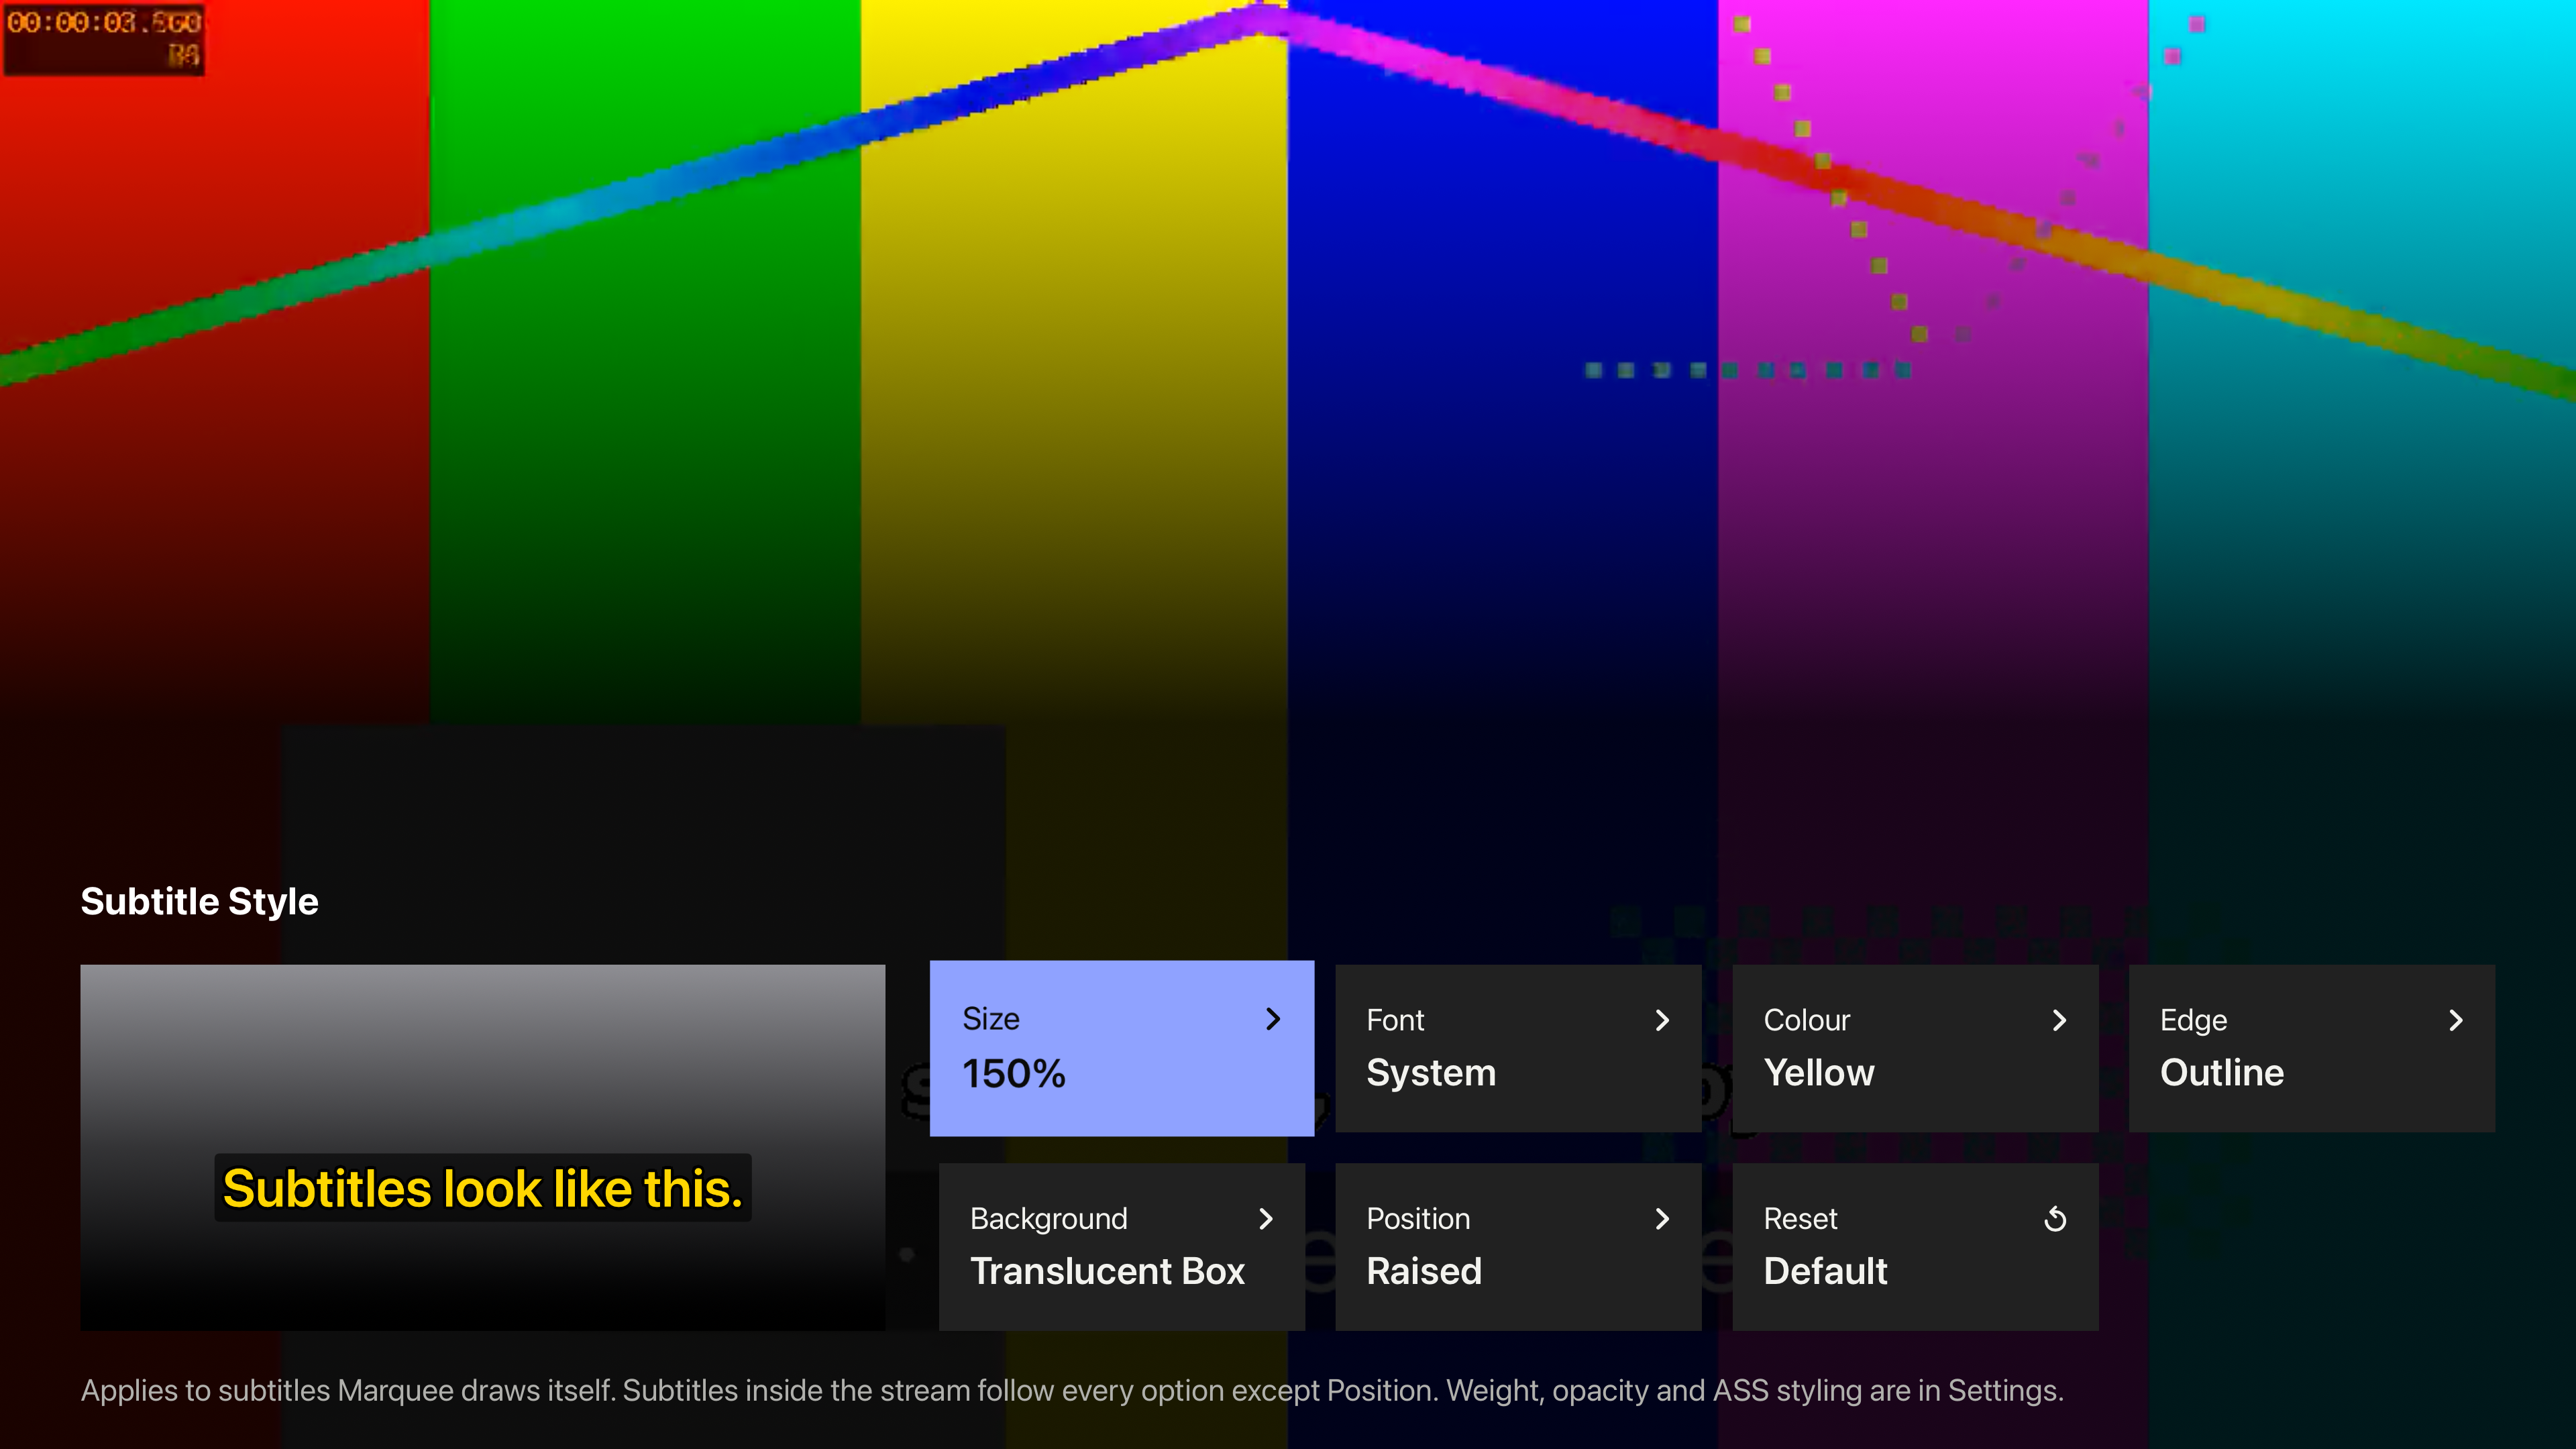 Subtitle Style
Size
150%
Font
System
Colour
Yellow
Edge
Outline
Subtitles look like this.
Background
Translucent Box
Position
Raised
Reset
Default
Applies to subtitles Marquee draws itself. Subtitles inside the stream follow every option except Position. Weight, opacity and ASS styling are in Settings.